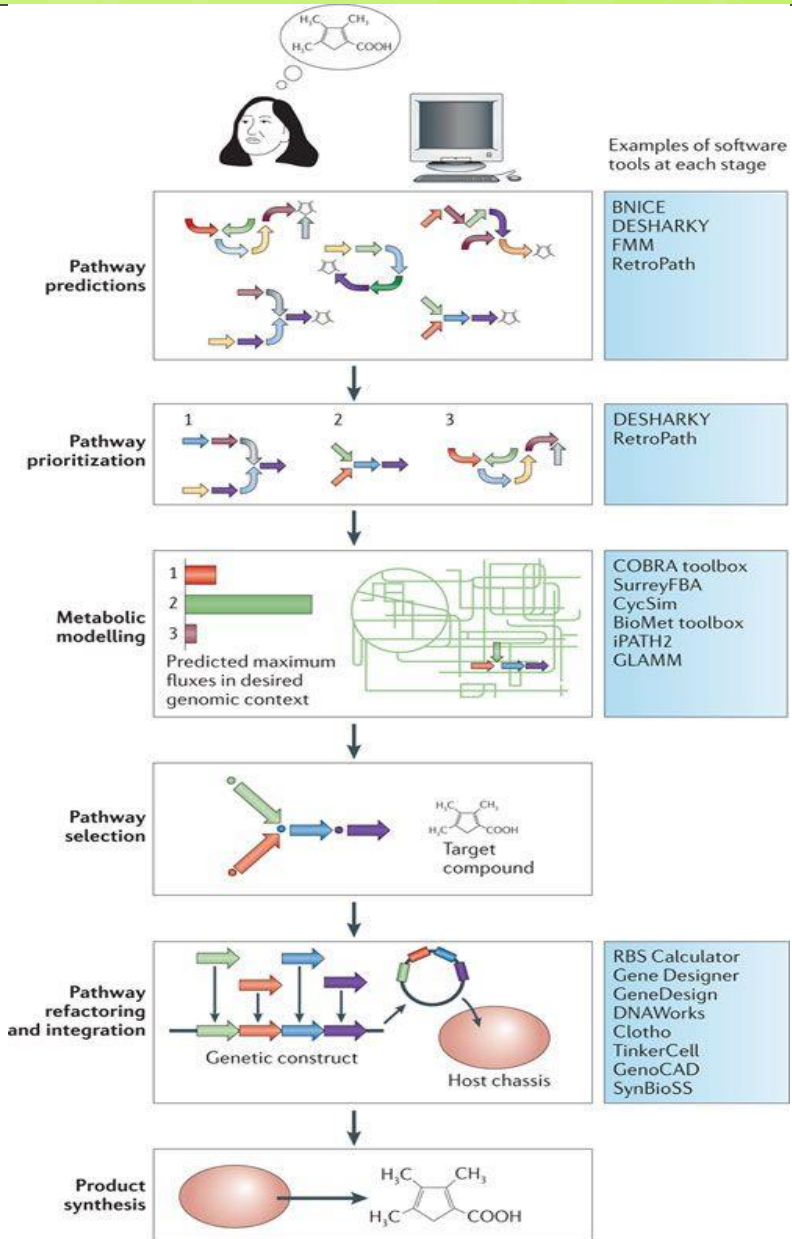 H₃C
CH₃
H₃C
COOH
Examples of software
tools at each stage
Pathway
predictions
BNICE
DESHARKY
FMM
RetroPath
Pathway
prioritization
1
2
3
DESHARKY
RetroPath
Metabolic
modelling
1
2
3
Predicted maximum
fluxes in desired
genomic context
COBRA toolbox
SurreyFBA
CycSim
BioMet toolbox
iPATH2
GLAMM
Pathway
selection
H₃C
CH₃
H₃C
COOH
Target
compound
Pathway
refactoring
and integration
Genetic construct
Host chassis
RBS Calculator
Gene Designer
GeneDesign
DNAWorks
Clotho
TinkerCell
GenoCAD
SynBioSS
Product
synthesis
H₃C
CH₃
H₃C
COOH